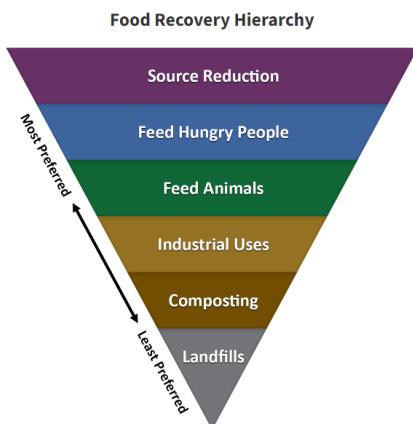 Food Recovery Hierarchy
Source Reduction
Feed Hungry People
Feed Animals
Industrial Uses
Composting
Landfills
Most Preferred
Least Preferred